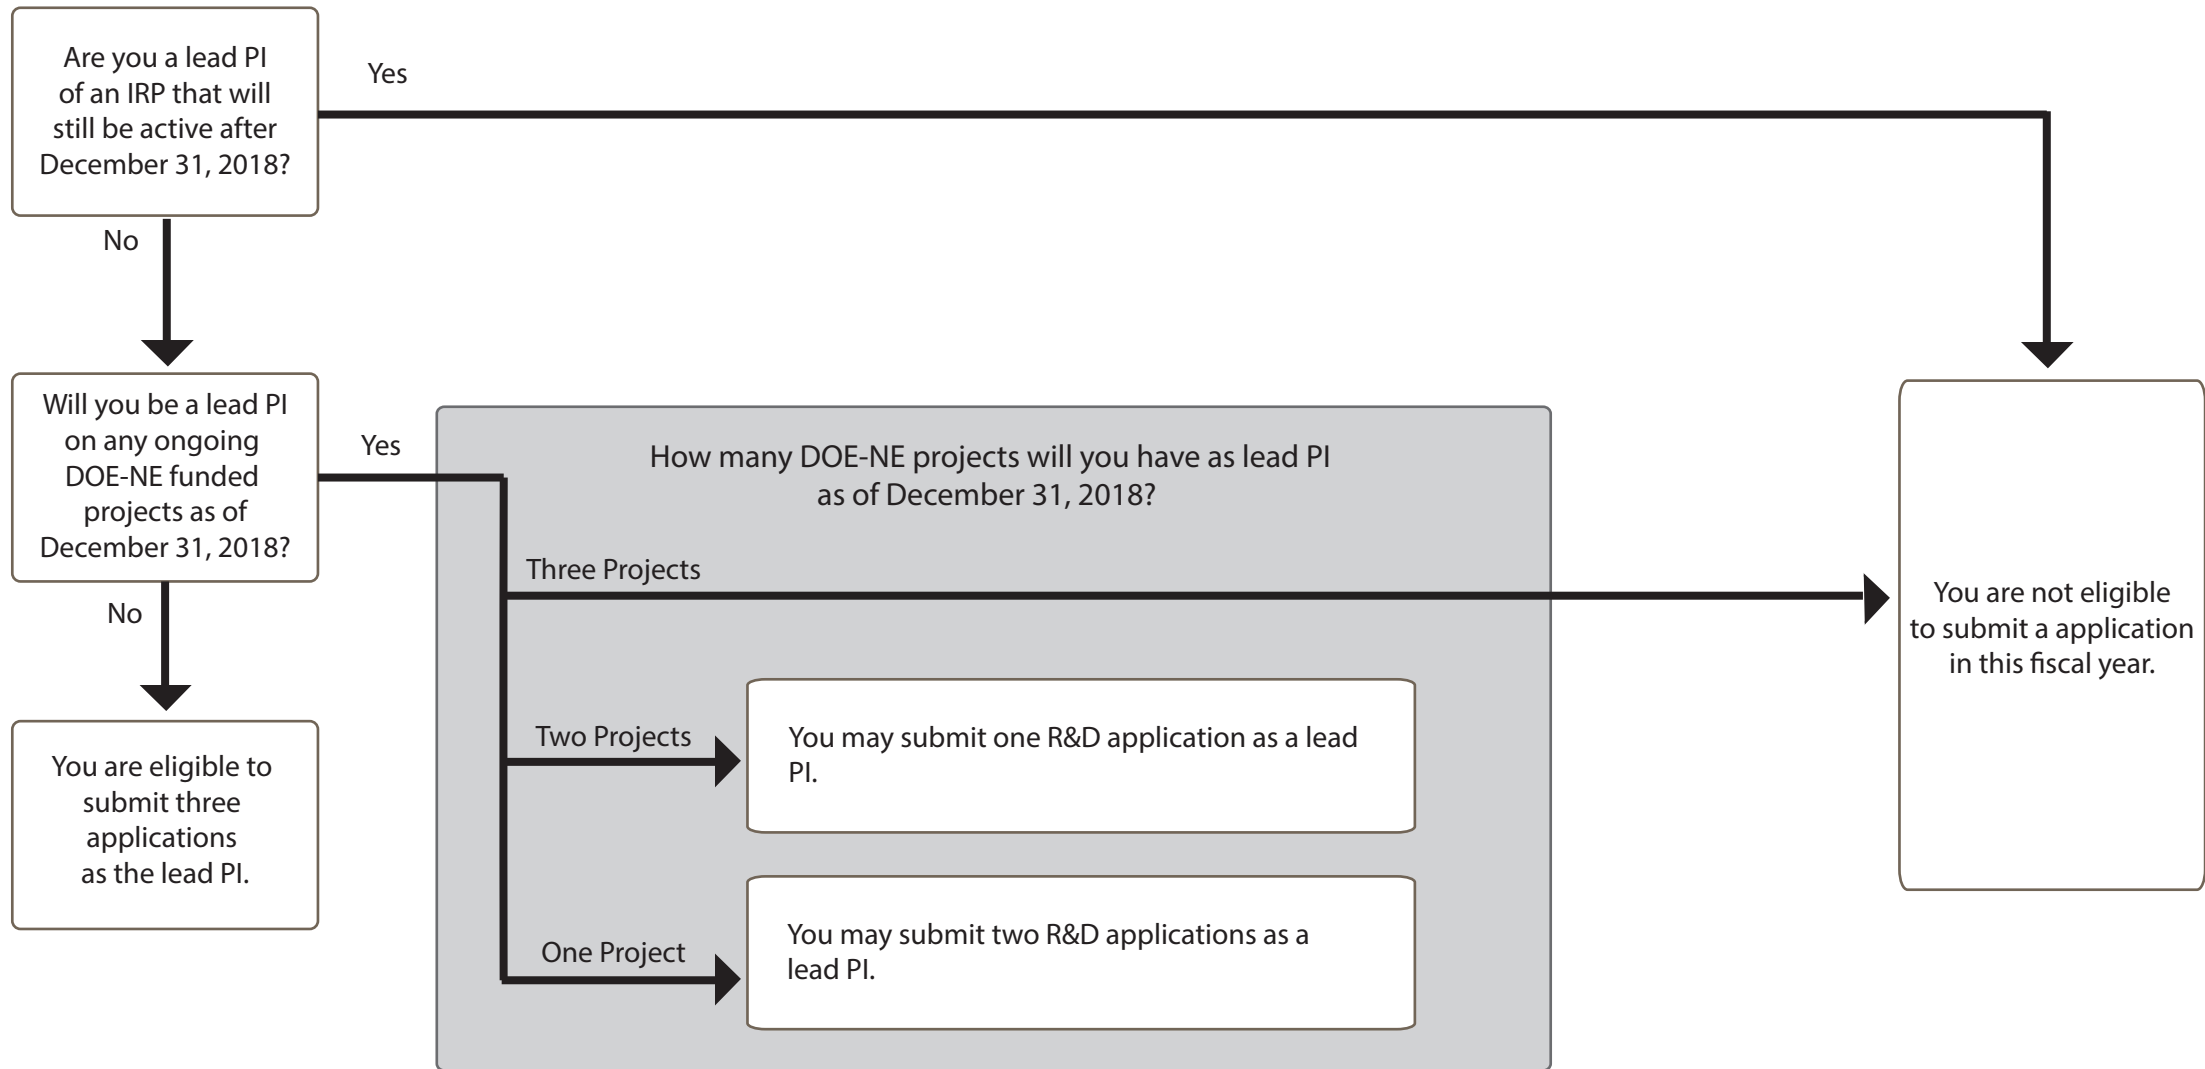 Are you a lead PI
of an IRP that will
still be active after
December 31, 2018?
Yes
No
Will you be a lead PI
on any ongoing
DOE-NE funded
projects as of
December 31, 2018?
Yes
No
You are eligible to
submit three
applications
as the lead PI.
How many DOE-NE projects will you have as lead PI
as of December 31, 2018?
Three Projects
Two Projects
You may submit one R&D application as a lead
PI.
One Project
You may submit two R&D applications as a
lead PI.
You are not eligible
to submit a application
in this fiscal year.